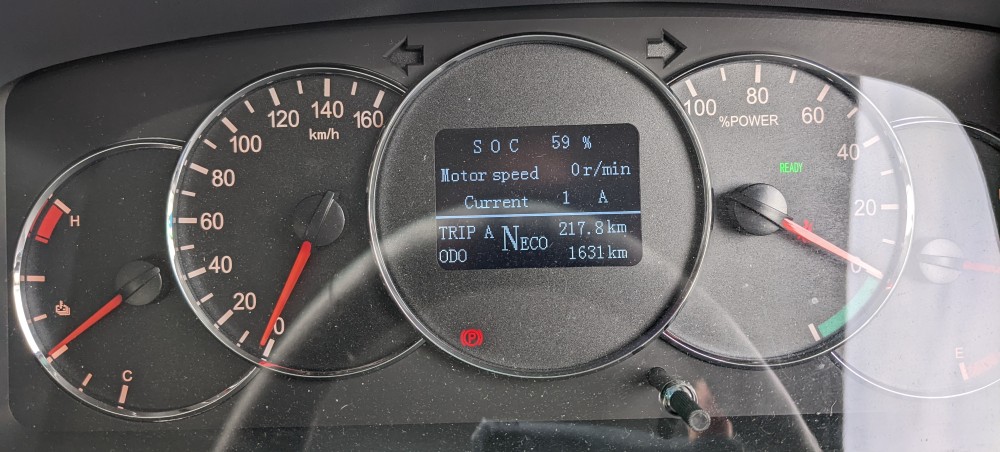 H
C
0
20
40
60
80
100
120
140
160
km/h
SOC 59 %
Motor speed 0 r/min
Current 1 A
TRIP A NECO 217.8 km
ODO 1631 km
P
100
80
60
40
20
0
%POWER
READY
E